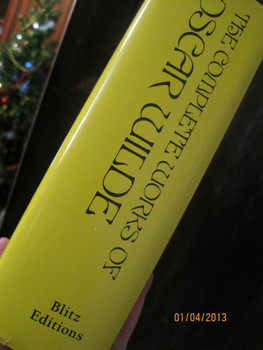 THE COMPLETE WORKS OF
OSCAR WILDE
Blitz
Editions
01/04/2013